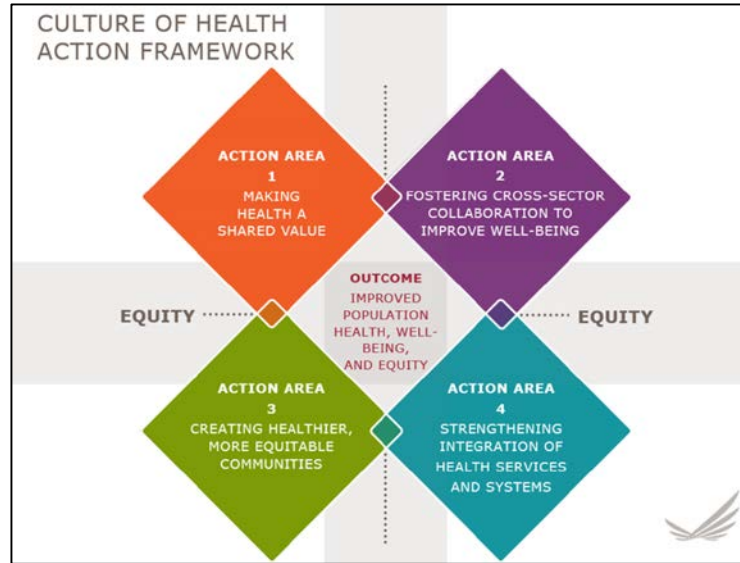 CULTURE OF HEALTH
ACTION FRAMEWORK
ACTION AREA
1
MAKING
HEALTH A
SHARED VALUE
ACTION AREA
2
FOSTERING CROSS-SECTOR
COLLABORATION TO
IMPROVE WELL-BEING
EQUITY
OUTCOME
IMPROVED
POPULATION
HEALTH, WELL-
BEING,
AND EQUITY
EQUITY
ACTION AREA
3
CREATING HEALTHIER,
MORE EQUITABLE
COMMUNITIES
ACTION AREA
4
STRENGTHENING
INTEGRATION OF
HEALTH SERVICES
AND SYSTEMS